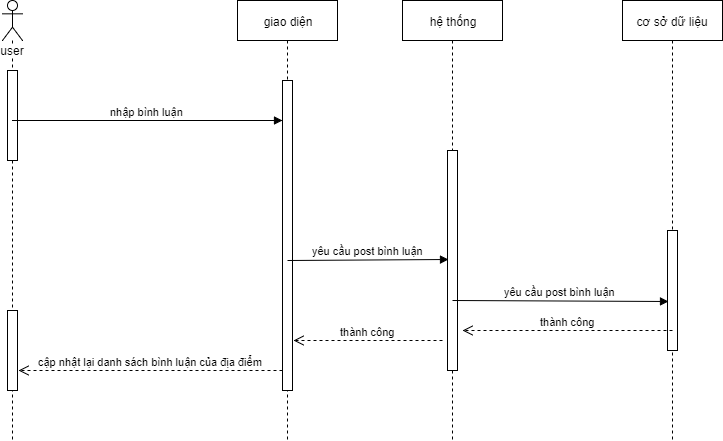 user
giao diện
hệ thống
cơ sở dữ liệu
nhập bình luận
yêu cầu post bình luận
yêu cầu post bình luận
thành công
thành công
cập nhật lại danh sách bình luận của địa điểm